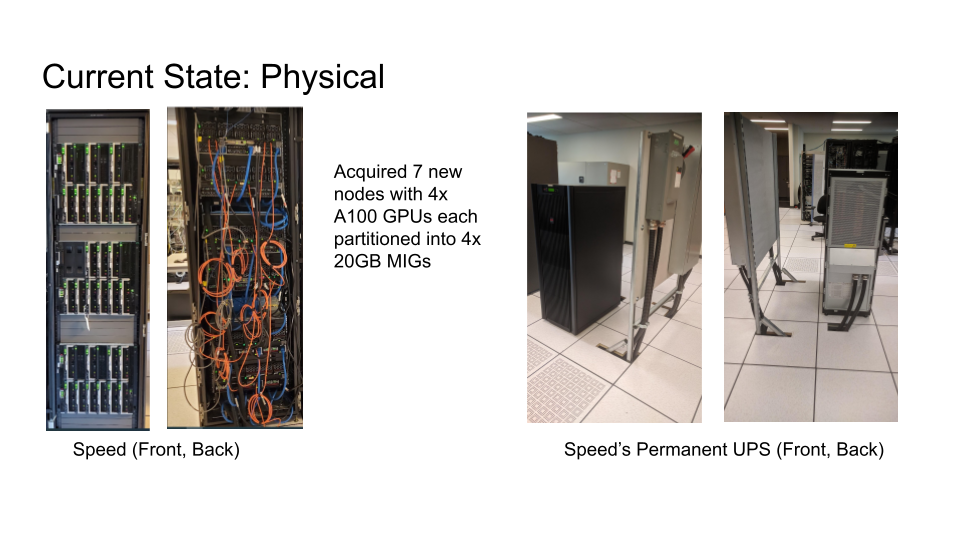 Current State: Physical
Acquired 7 new
nodes with 4x
A100 GPUs each
partitioned into 4x
20GB MIGs
Speed (Front, Back)
Speed’s Permanent UPS (Front, Back)